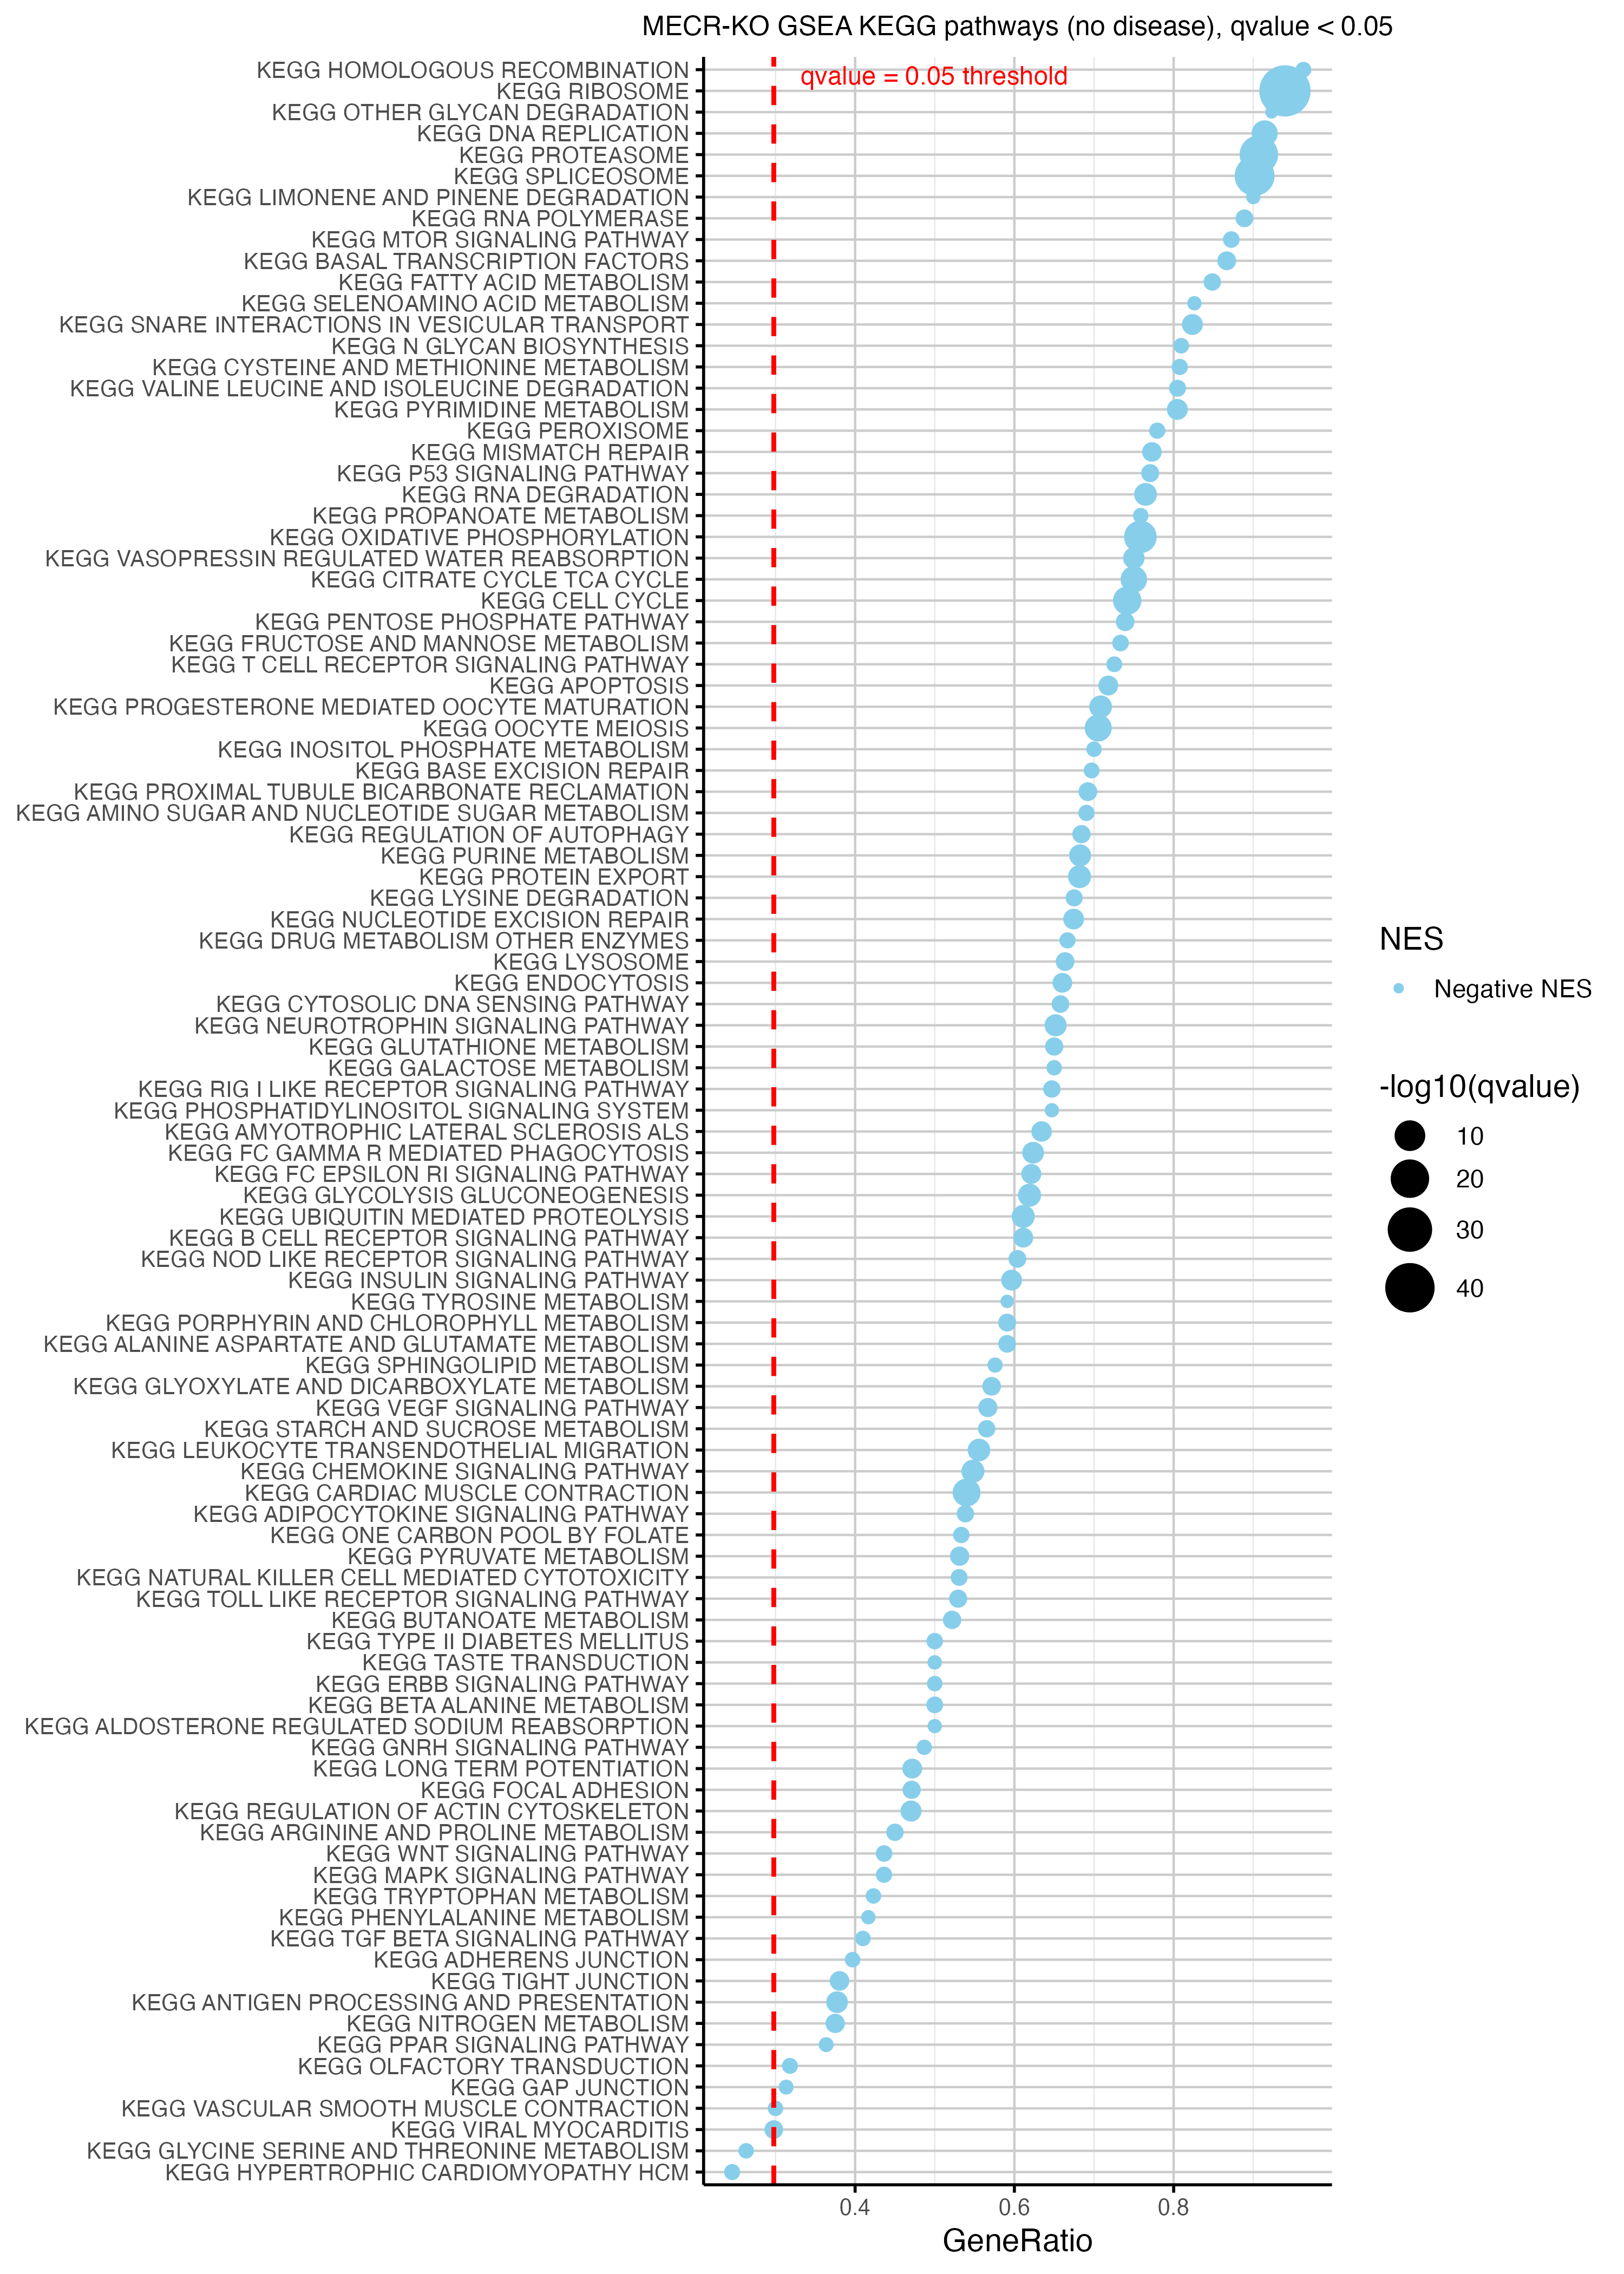 MECR-KO GSEA KEGG pathways (no disease), qvalue < 0.05
qvalue = 0.05 threshold
KEGG HOMOLOGOUS RECOMBINATION
KEGG RIBOSOME
KEGG OTHER GLYCAN DEGRADATION
KEGG DNA REPLICATION
KEGG PROTEASOME
KEGG SPLICEOSOME
KEGG LIMONENE AND PINENE DEGRADATION
KEGG RNA POLYMERASE
KEGG MTOR SIGNALING PATHWAY
KEGG BASAL TRANSCRIPTION FACTORS
KEGG FATTY ACID METABOLISM
KEGG SELENOAMINO ACID METABOLISM
KEGG SNARE INTERACTIONS IN VESICULAR TRANSPORT
KEGG N GLYCAN BIOSYNTHESIS
KEGG CYSTEINE AND METHIONINE METABOLISM
KEGG VALINE LEUCINE AND ISOLEUCINE DEGRADATION
KEGG PYRIMIDINE METABOLISM
KEGG PEROXISOME
KEGG MISMATCH REPAIR
KEGG P53 SIGNALING PATHWAY
KEGG RNA DEGRADATION
KEGG PROPANOATE METABOLISM
KEGG OXIDATIVE PHOSPHORYLATION
KEGG VASOPRESSIN REGULATED WATER REABSORPTION
KEGG CITRATE CYCLE TCA CYCLE
KEGG CELL CYCLE
KEGG PENTOSE PHOSPHATE PATHWAY
KEGG FRUCTOSE AND MANNOSE METABOLISM
KEGG T CELL RECEPTOR SIGNALING PATHWAY
KEGG APOPTOSIS
KEGG PROGESTERONE MEDIATED OOCYTE MATURATION
KEGG OOCYTE MEIOSIS
KEGG INOSITOL PHOSPHATE METABOLISM
KEGG BASE EXCISION REPAIR
KEGG PROXIMAL TUBULE BICARBONATE RECLAMATION
KEGG AMINO SUGAR AND NUCLEOTIDE SUGAR METABOLISM
KEGG REGULATION OF AUTOPHAGY
KEGG PURINE METABOLISM
KEGG PROTEIN EXPORT
KEGG LYSINE DEGRADATION
KEGG NUCLEOTIDE EXCISION REPAIR
KEGG DRUG METABOLISM OTHER ENZYMES
KEGG LYSOSOME
KEGG ENDOCYTOSIS
KEGG CYTOSOLIC DNA SENSING PATHWAY
KEGG NEUROTROPHIN SIGNALING PATHWAY
KEGG GLUTATHIONE METABOLISM
KEGG GALACTOSE METABOLISM
KEGG RIG I LIKE RECEPTOR SIGNALING PATHWAY
KEGG PHOSPHATIDYLINOSITOL SIGNALING SYSTEM
KEGG AMYOTROPHIC LATERAL SCLEROSIS ALS
KEGG FC GAMMA R MEDIATED PHAGOCYTOSIS
KEGG FC EPSILON RI SIGNALING PATHWAY
KEGG GLYCOLYSIS GLUCONEOGENESIS
KEGG UBIQUITIN MEDIATED PROTEOLYSIS
KEGG B CELL RECEPTOR SIGNALING PATHWAY
KEGG NOD LIKE RECEPTOR SIGNALING PATHWAY
KEGG INSULIN SIGNALING PATHWAY
KEGG TYROSINE METABOLISM
KEGG PORPHYRIN AND CHLOROPHYLL METABOLISM
KEGG ALANINE ASPARTATE AND GLUTAMATE METABOLISM
KEGG SPHINGOLIPID METABOLISM
KEGG GLYOXYLATE AND DICARBOXYLATE METABOLISM
KEGG VEGF SIGNALING PATHWAY
KEGG STARCH AND SUCROSE METABOLISM
KEGG LEUKOCYTE TRANSENDOTHELIAL MIGRATION
KEGG CHEMOKINE SIGNALING PATHWAY
KEGG CARDIAC MUSCLE CONTRACTION
KEGG ADIPOCYTOKINE SIGNALING PATHWAY
KEGG ONE CARBON POOL BY FOLATE
KEGG PYRUVATE METABOLISM
KEGG NATURAL KILLER CELL MEDIATED CYTOTOXICITY
KEGG TOLL LIKE RECEPTOR SIGNALING PATHWAY
KEGG BUTANOATE METABOLISM
KEGG TYPE II DIABETES MELLITUS
KEGG TASTE TRANSDUCTION
KEGG ERBB SIGNALING PATHWAY
KEGG BETA ALANINE METABOLISM
KEGG ALDOSTERONE REGULATED SODIUM REABSORPTION
KEGG GNRH SIGNALING PATHWAY
KEGG LONG TERM POTENTIATION
KEGG FOCAL ADHESION
KEGG REGULATION OF ACTIN CYTOSKELETON
KEGG ARGININE AND PROLINE METABOLISM
KEGG WNT SIGNALING PATHWAY
KEGG MAPK SIGNALING PATHWAY
KEGG TRYPTOPHAN METABOLISM
KEGG PHENYLALANINE METABOLISM
KEGG TGF BETA SIGNALING PATHWAY
KEGG ADHERENS JUNCTION
KEGG TIGHT JUNCTION
KEGG ANTIGEN PROCESSING AND PRESENTATION
KEGG NITROGEN METABOLISM
KEGG PPAR SIGNALING PATHWAY
KEGG OLFACTORY TRANSDUCTION
KEGG GAP JUNCTION
KEGG VASCULAR SMOOTH MUSCLE CONTRACTION
KEGG VIRAL MYOCARDITIS
KEGG GLYCINE SERINE AND THREONINE METABOLISM
KEGG HYPERTROPHIC CARDIOMYOPATHY HCM
0.4 0.6 0.8
GeneRatio
NES
Negative NES
-log10(qvalue)
10
20
30
40